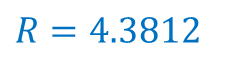 R = 4.3812